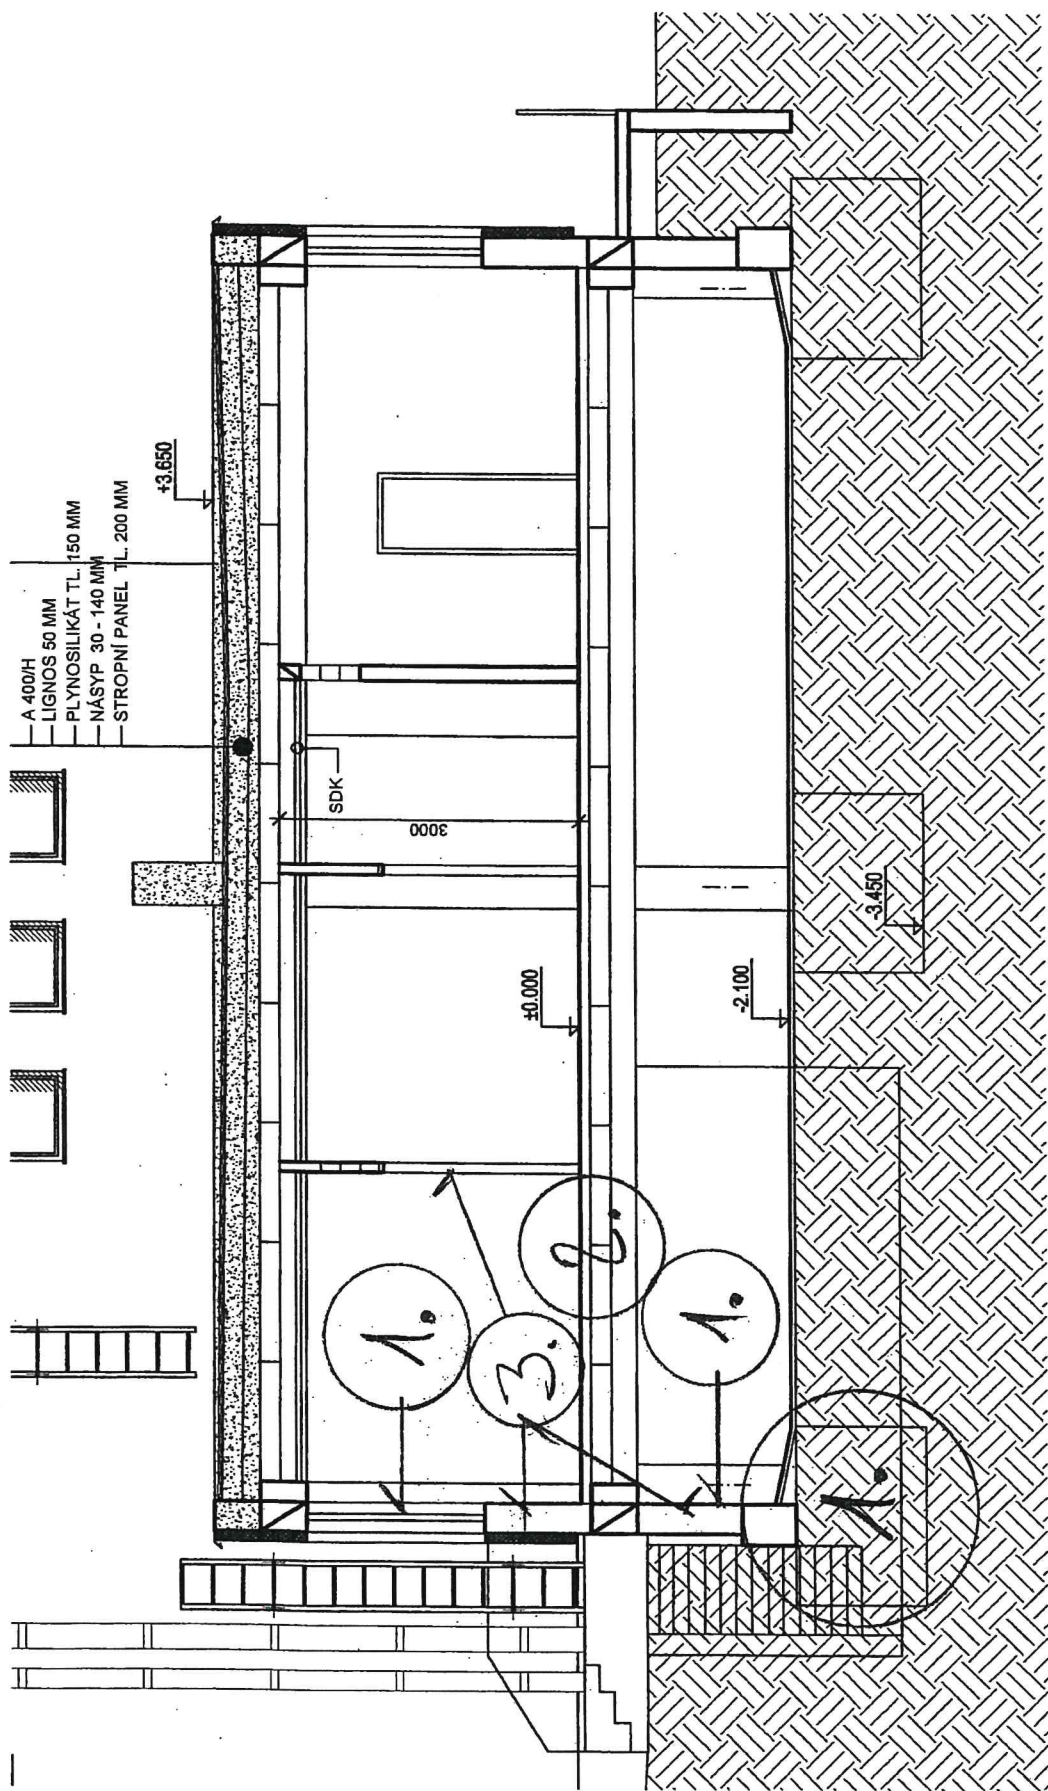 A 400/H
LIGNOS 50 MM
PLYNOSILIKÁT TL. 150 MM
NÁSYP 30 - 140 MM
STROPNÍ PANEL TL. 200 MM
+3.650
SDK
3000
±0.000
-2.100
-3.450
1.
3.
2.
1.
1.